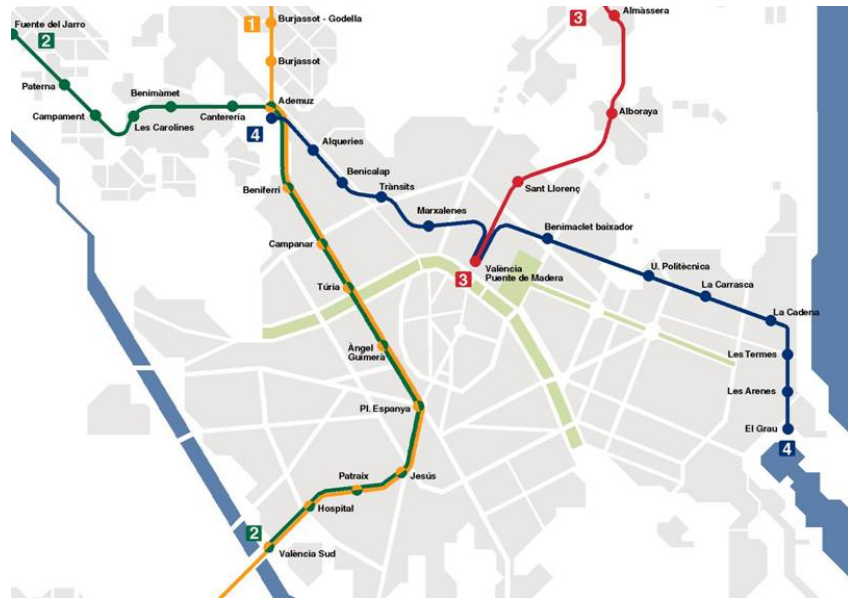 Fuente del Jarro
2
1
Burjassot - Godella
3
Almàssera
Burjassot
Paterna
Benimàmet
Ademuz
Campament
Les Carolines
Canterería
4
Alboraya
Alqueries
Benicalap
Trànsits
Sant Llorenç
Beniferri
Marxalenes
Benimaclet baixador
Campanar
3
València
Puente de Madera
U. Politècnica
Túria
La Carrasca
La Cadena
Àngel
Guimerà
Les Termes
Les Arenes
Pl. Espanya
El Grau
4
Patraix
Jesús
Hospital
2
València Sud